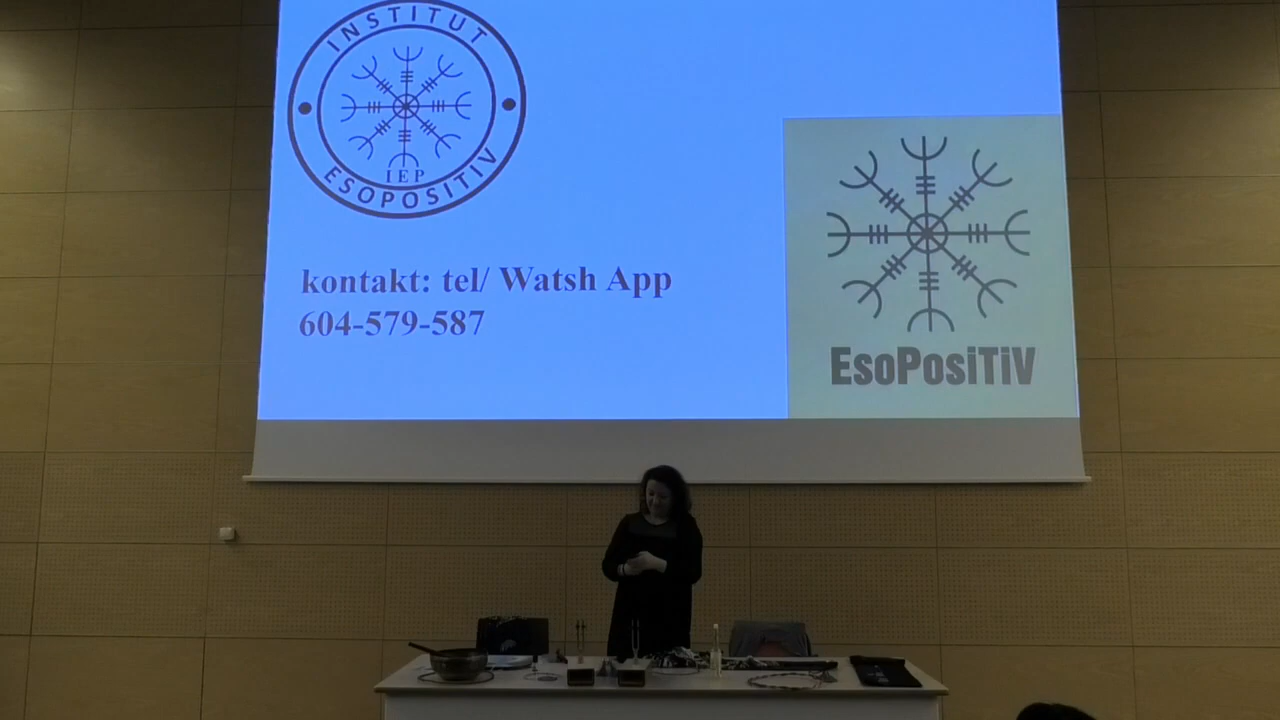 INSTITUT
IEP
ESOPOSITIV
kontakt: tel/ Watsh App
604-579-587
EsoPosiTiV